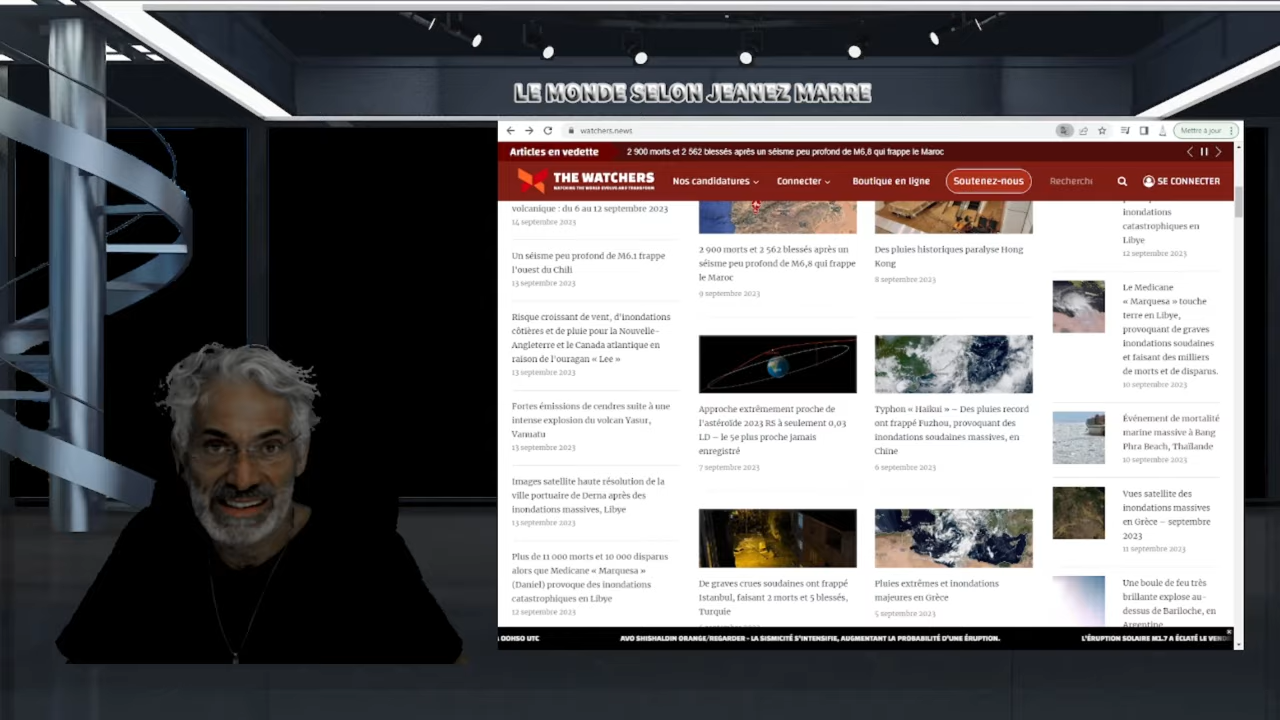 LE MONDE SELON JEANEZ MARRE
watchers.news
Mettre à jour
Articles en vedette
2 900 morts et 2 562 blessés après un séisme peu profond de M6,8 qui frappe le Maroc
THE WATCHERS
WATCHING THE WORLD EVOLVE AND TRANSFORM
Nos candidatures
Connecter
Boutique en ligne
Soutenez-nous
Recherche
SE CONNECTER
volcanique : du 6 au 12 septembre 2023
14 septembre 2023
Un séisme peu profond de M6.1 frappe
l'ouest du Chili
13 septembre 2023
Risque croissant de vent, d'inondations
côtières et de pluie pour la Nouvelle-
Angleterre et le Canada atlantique en
raison de l'ouragan « Lee »
13 septembre 2023
Fortes émissions de cendres suite à une
intense explosion du volcan Yasur,
Vanuatu
13 septembre 2023
Images satellite haute résolution de la
ville portuaire de Derna après des
inondations massives, Libye
13 septembre 2023
Plus de 11 000 morts et 10 000 disparus
alors que Medicane « Marquesa »
(Daniel) provoque des inondations
catastrophiques en Libye
12 septembre 2023
2 900 morts et 2 562 blessés après un
séisme peu profond de M6,8 qui frappe
le Maroc
9 septembre 2023
Des pluies historiques paralyse Hong
Kong
8 septembre 2023
Approche extrêmement proche de
l'astéroïde 2023 RS à seulement 0,03
LD – le 5e plus proche jamais
enregistré
7 septembre 2023
Typhon « Haikui » – Des pluies record
ont frappé Fuzhou, provoquant des
inondations soudaines massives, en
Chine
6 septembre 2023
De graves crues soudaines ont frappé
Istanbul, faisant 2 morts et 5 blessés,
Turquie
Pluies extrêmes et inondations
majeures en Grèce
5 septembre 2023
inondations
catastrophiques en
Libye
12 septembre 2023
Le Medicane
« Marquesa » touche
terre en Libye,
provoquant de graves
inondations soudaines
et faisant des milliers
de morts et de disparus.
10 septembre 2023
Événement de mortalité
marine massive à Bang
Phra Beach, Thaïlande
10 septembre 2023
Vues satellite des
inondations massives
en Grèce – septembre
2023
11 septembre 2023
Une boule de feu très
brillante explose au-
dessus de Bariloche, en
Argentine
A 00H50 UTC
AVO SHISHALDIN ORANGE/REGARDER - LA SISMICITÉ S'INTENSIFIE, AUGMENTANT LA PROBABILITÉ D'UNE ÉRUPTION.
L'ÉRUPTION SOLAIRE M1.7 A ÉCLATÉ LE